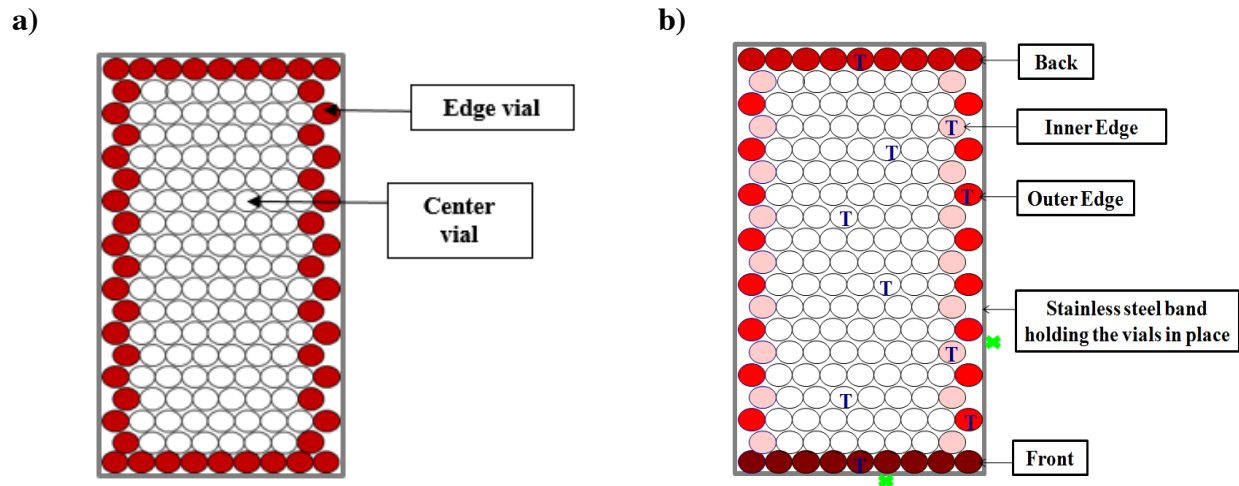 a)
Edge vial
Center
vial
b)
T
Back
T
Inner Edge
T
T
Outer Edge
T
T
Stainless steel band
holding the vials in place
T
T
T
T
Front